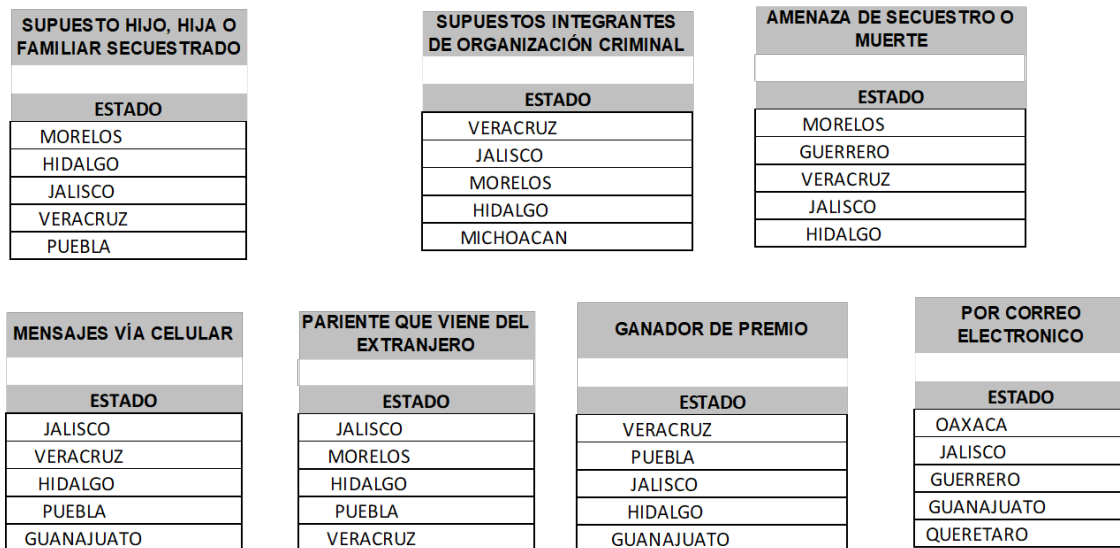 SUPUESTO HIJO, HIJA O
FAMILIAR SECUESTRADO
ESTADO
MORELOS
HIDALGO
JALISCO
VERACRUZ
PUEBLA
SUPUESTOS INTEGRANTES
DE ORGANIZACIÓN CRIMINAL
ESTADO
VERACRUZ
JALISCO
MORELOS
HIDALGO
MICHOACAN
AMENAZA DE SECUESTRO O
MUERTE
ESTADO
MORELOS
GUERRERO
VERACRUZ
JALISCO
HIDALGO
MENSAJES VÍA CELULAR
ESTADO
JALISCO
VERACRUZ
HIDALGO
PUEBLA
GUANAJUATO
PARIENTE QUE VIENE DEL
EXTRANJERO
ESTADO
JALISCO
MORELOS
HIDALGO
PUEBLA
VERACRUZ
GANADOR DE PREMIO
ESTADO
VERACRUZ
PUEBLA
JALISCO
HIDALGO
GUANAJUATO
POR CORREO
ELECTRONICO
ESTADO
OAXACA
JALISCO
GUERRERO
GUANAJUATO
QUERETARO